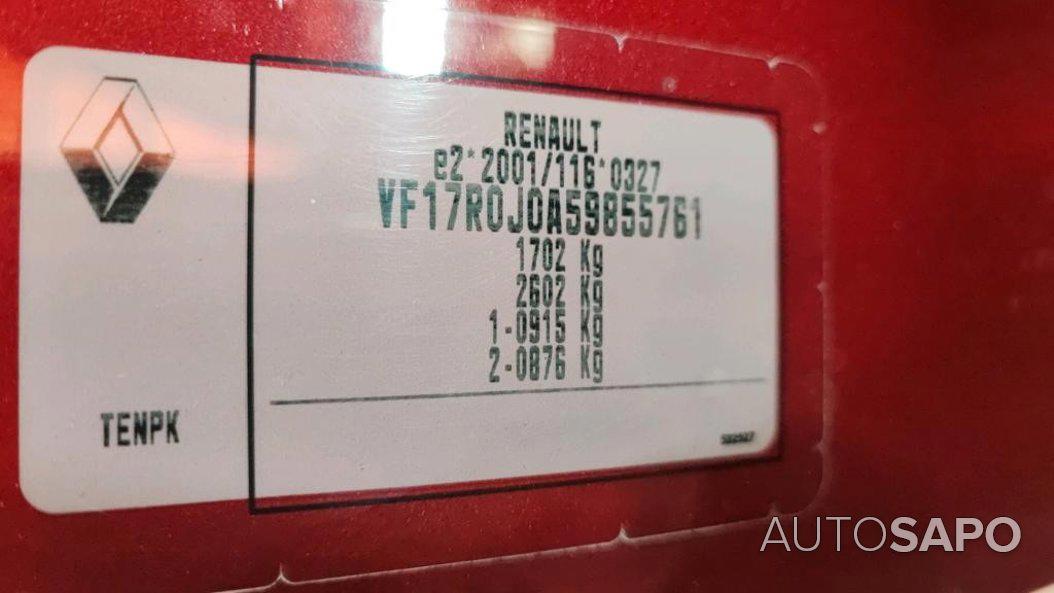 RENAULT
e2*2001/116*0327
VF17R0J0A59855761
1702 Kg
2602 Kg
1-0915 Kg
2-0876 Kg
TENPK
AUTOSAPO